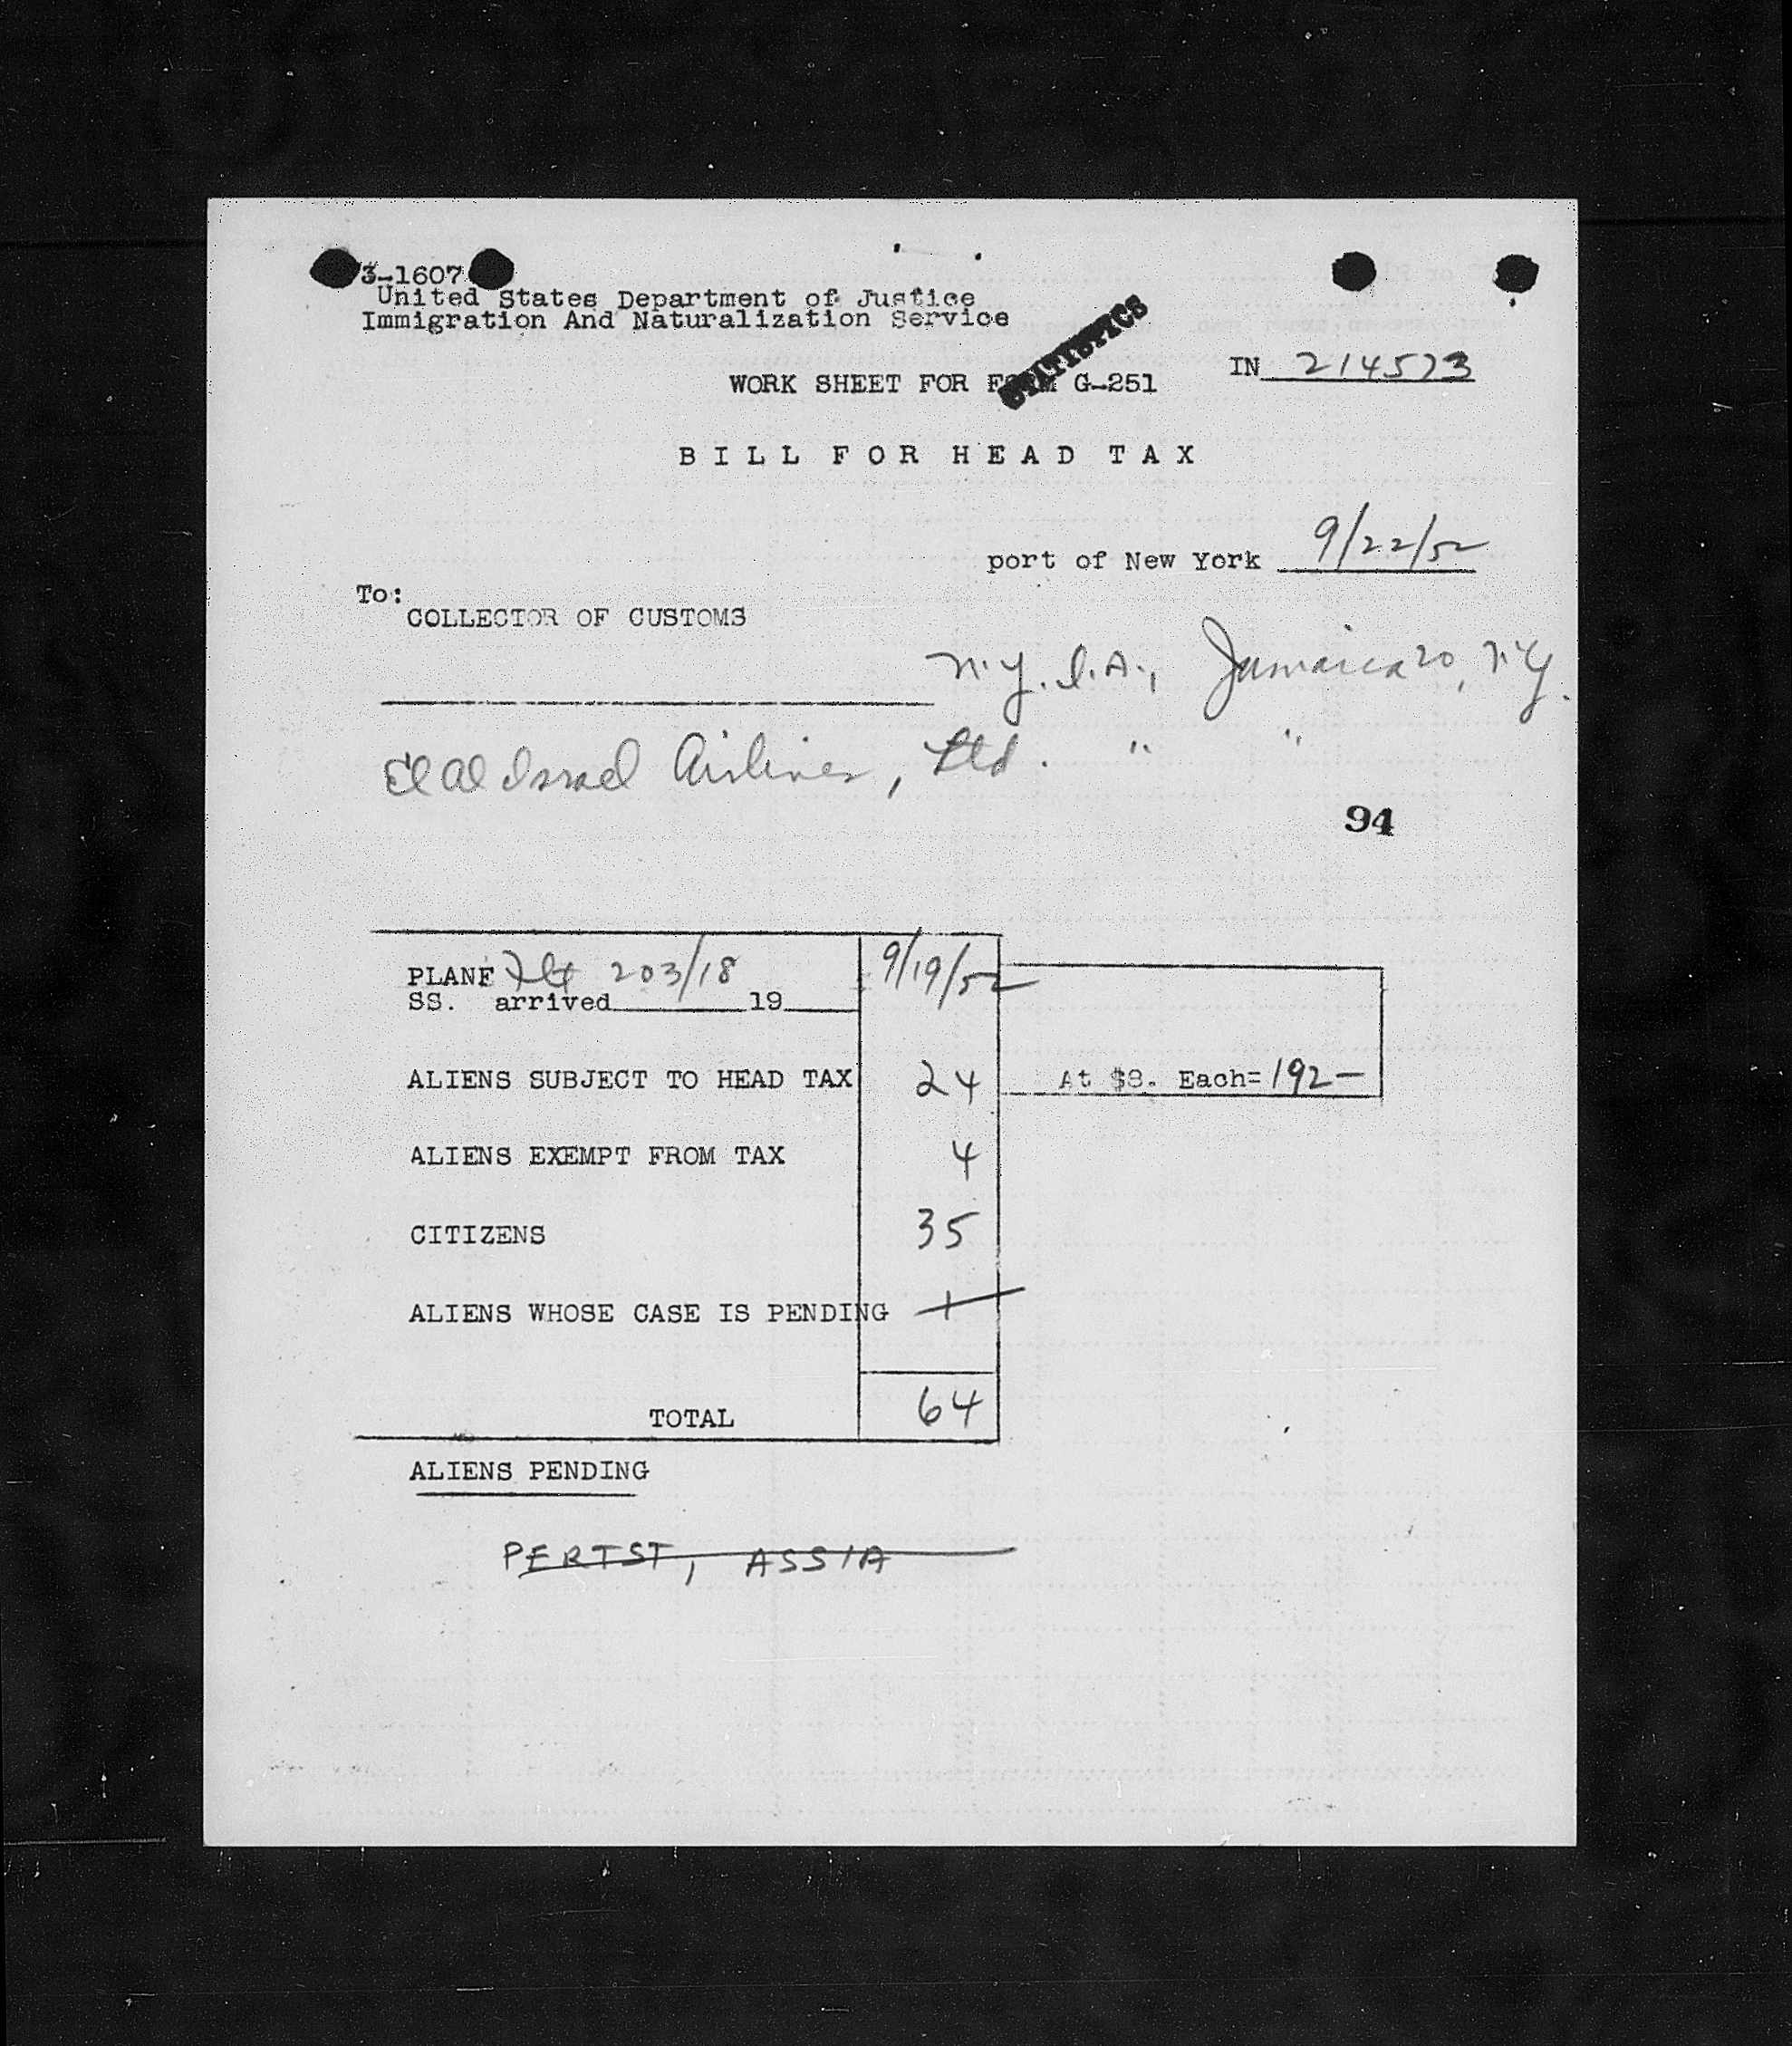 3-1607
United States Department of Justice
Immigration And Naturalization Service
STATISTICS
IN 214573
WORK SHEET FOR FORM G-251
BILL FOR HEAD TAX
port of New York 9/22/52
To:
COLLECTOR OF CUSTOMS
N.Y.I.A., Jamaica 20, N.Y.
El Al Israel Airlines, Ltd. " "
94
PLANE Flt 203/18 9/19/52
SS. arrived 19
ALIENS SUBJECT TO HEAD TAX 24 At $8. Each= 192-
ALIENS EXEMPT FROM TAX 4
CITIZENS 35
ALIENS WHOSE CASE IS PENDING 1
TOTAL 64
ALIENS PENDING
PERTST, ASSIA